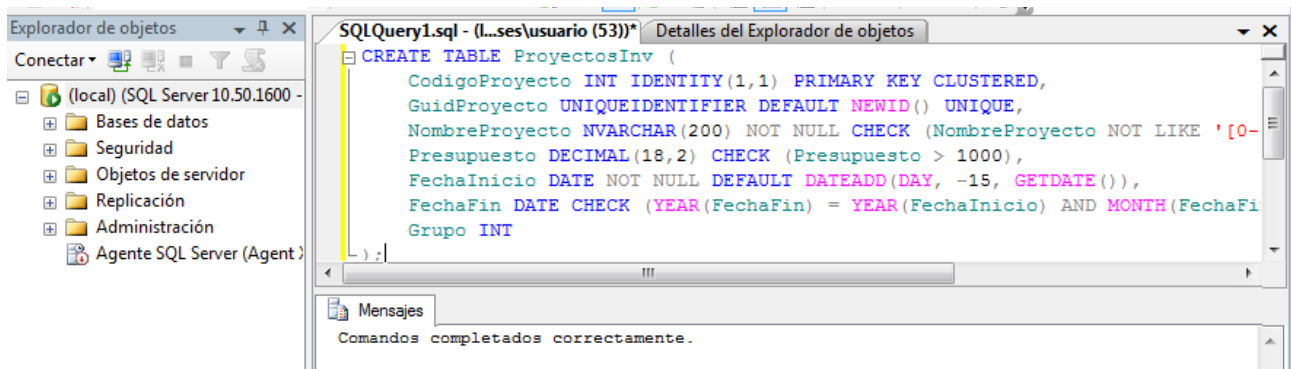 Explorador de objetos
Conectar
(local) (SQL Server 10.50.1600 -
Bases de datos
Seguridad
Objetos de servidor
Replicación
Administración
Agente SQL Server (Agent X
SQLQuery1.sql - (l...ses\usuario (53))* Detalles del Explorador de objetos
CREATE TABLE ProyectosInv (
CodigoProyecto INT IDENTITY(1,1) PRIMARY KEY CLUSTERED,
GuidProyecto UNIQUEIDENTIFIER DEFAULT NEWID() UNIQUE,
NombreProyecto NVARCHAR(200) NOT NULL CHECK (NombreProyecto NOT LIKE '[0-
Presupuesto DECIMAL(18,2) CHECK (Presupuesto > 1000),
FechaInicio DATE NOT NULL DEFAULT DATEADD(DAY, -15, GETDATE()),
FechaFin DATE CHECK (YEAR(FechaFin) = YEAR(FechaInicio) AND MONTH(FechaFi
Grupo INT
);
Mensajes
Comandos completados correctamente.